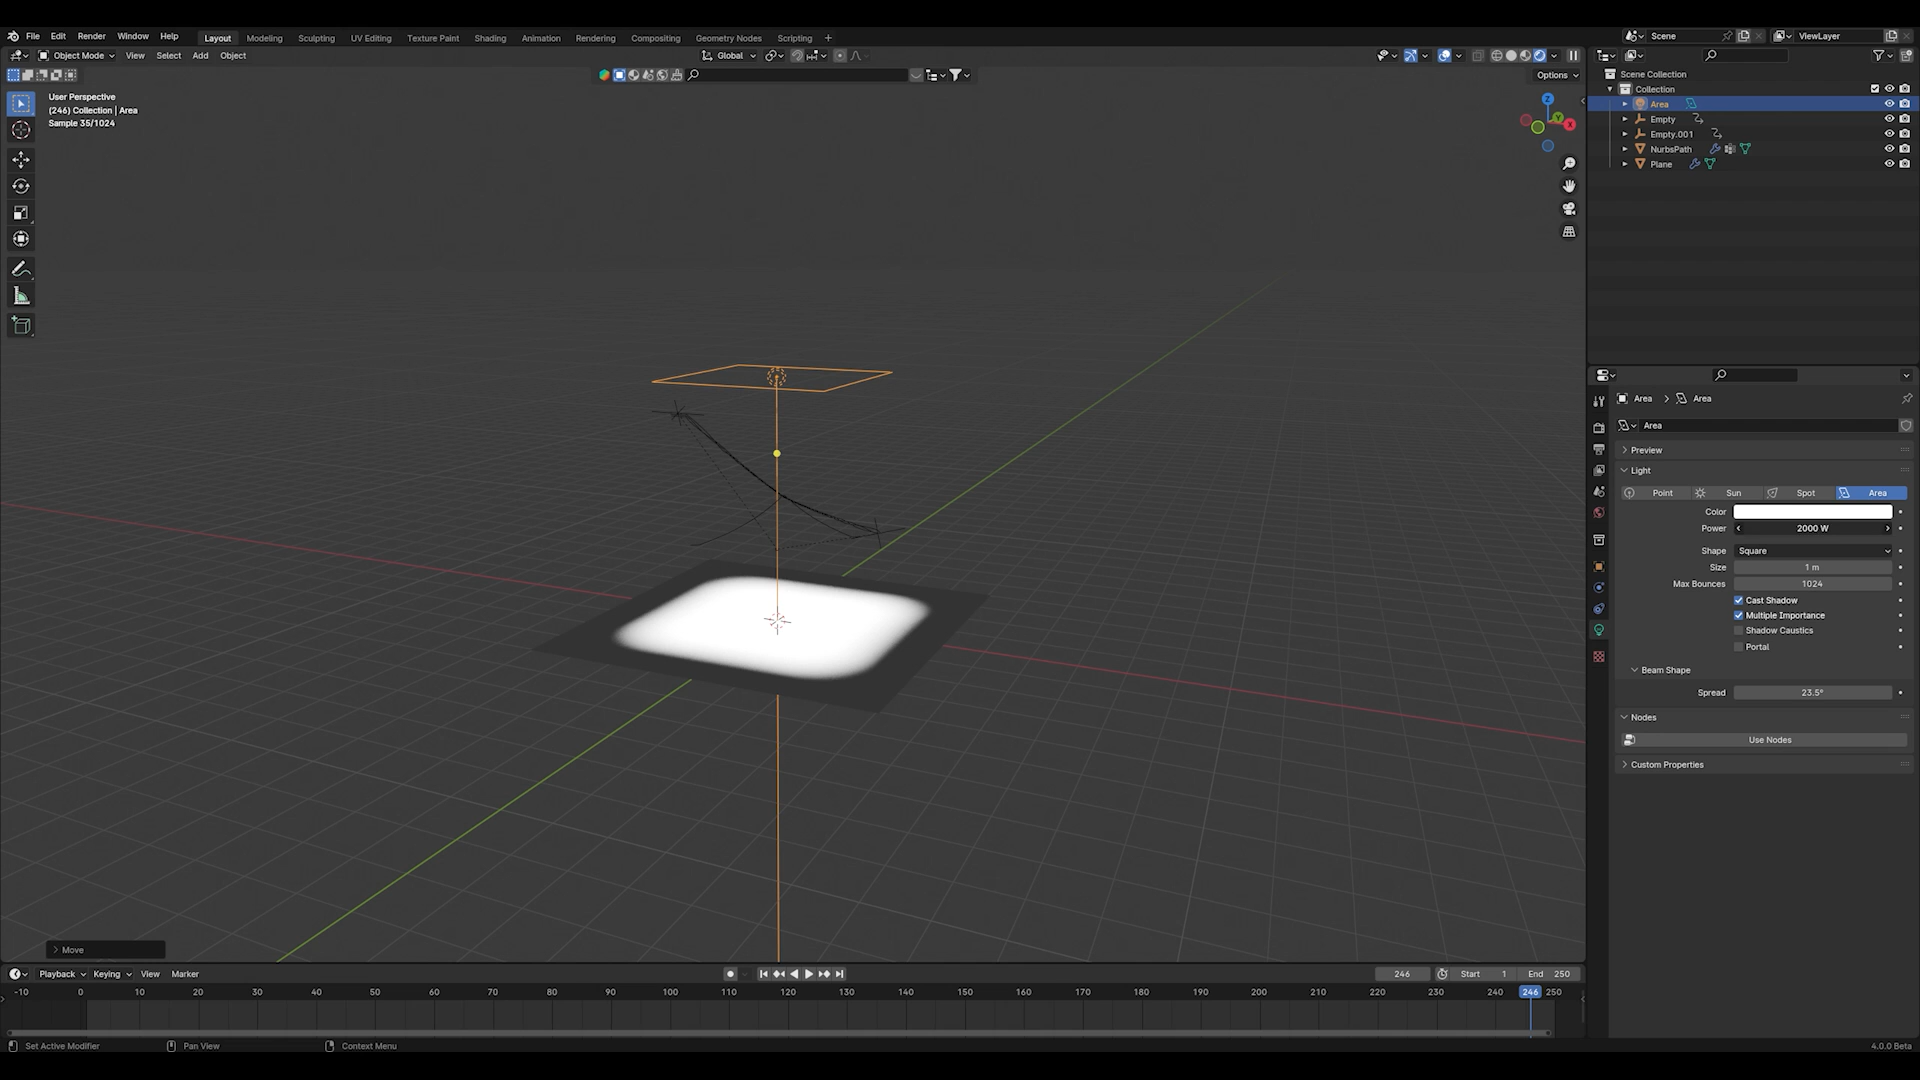 File Edit Render Window Help Layout Modeling Sculpting UV Editing Texture Paint Shading Animation Rendering Compositing Geometry Nodes Scripting + Scene ViewLayer
Object Mode View Select Add Object Global
Options
User Perspective
(246) Collection | Area
Sample 35/1024
Z
Y
X
Scene Collection
Collection
Area
Empty
Empty.001
NurbsPath
Plane
Area > Area
Area
Preview
Light
Point Sun Spot Area
Color
Power 2000 W
Shape Square
Size 1 m
Max Bounces 1024
Cast Shadow
Multiple Importance
Shadow Caustics
Portal
Beam Shape
Spread 23.5°
Nodes
Use Nodes
Custom Properties
Move
Playback Keying View Marker 246 Start 1 End 250
-10 0 10 20 30 40 50 60 70 80 90 100 110 120 130 140 150 160 170 180 190 200 210 220 230 240 246 250
Set Active Modifier Pan View Context Menu 4.0.0 Beta